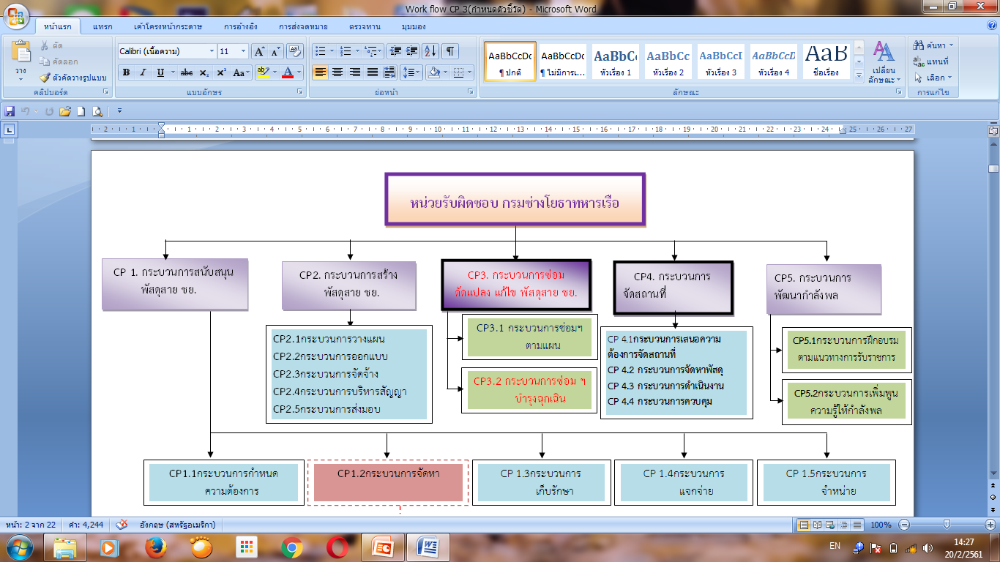 Work flow CP 3(กำหนดตัวชี้วัด) - Microsoft Word
หน้าแรก แทรก เค้าโครงหน้ากระดาษ การอ้างอิง การส่งจดหมาย ตรวจทาน มุมมอง
วาง
ตัด
คัดลอก
ตัวคัดวางรูปแบบ
คลิปบอร์ด
Calibri (เนื้อความ) 11
B I U abc X₂ X² Aa
แบบอักษร
ย่อหน้า
AaBbCcDc AaBbCcDc AaBbCc AaBbCc AaBbCcI AaBbCcD AaB
¶ ปกติ ¶ ไม่มีการเ... หัวเรื่อง 1 หัวเรื่อง 2 หัวเรื่อง 3 หัวเรื่อง 4 ชื่อเรื่อง
เปลี่ยน
ลักษณะ
ลักษณะ
ค้นหา
แทนที่
เลือก
การแก้ไข
2 1 1 2 3 4 5 6 7 8 9 10 11 12 13 14 15 16 17 18 19 20 21 22 23 24 25 26 27
หน่วยรับผิดชอบ กรมช่างโยธาทหารเรือ
CP 1. กระบวนการสนับสนุน
พัสดุสาย ชย.
CP2. กระบวนการสร้าง
พัสดุสาย ชย.
CP3. กระบวนการซ่อม
ดัดแปลง แก้ไข พัสดุสาย ชย.
CP4. กระบวนการ
จัดสถานที่
CP5. กระบวนการ
พัฒนากำลังพล
CP2.1กระบวนการวางแผน
CP2.2กระบวนการออกแบบ
CP2.3กระบวนการจัดจ้าง
CP2.4กระบวนการบริหารสัญญา
CP2.5กระบวนการส่งมอบ
CP3.1 กระบวนการซ่อมฯ
ตามแผน
CP3.2 กระบวนการซ่อม ฯ
บำรุงฉุกเฉิน
CP 4.1กระบวนการเสนอความ
ต้องการจัดสถานที่
CP 4.2 กระบวนการจัดหาพัสดุ
CP 4.3 กระบวนการดำเนินงาน
CP 4.4 กระบวนการควบคุม
CP5.1กระบวนการฝึกอบรม
ตามแนวทางการรับราชการ
CP5.2กระบวนการเพิ่มพูน
ความรู้ให้กำลังพล
CP1.1กระบวนการกำหนด
ความต้องการ
CP1.2กระบวนการจัดหา
CP 1.3กระบวนการ
เก็บรักษา
CP 1.4กระบวนการ
แจกจ่าย
CP 1.5กระบวนการ
จำหน่าย
หน้า: 2 จาก 22 คำ: 4,244 อังกฤษ (สหรัฐอเมริกา) 100%
EN 14:27
20/2/2561